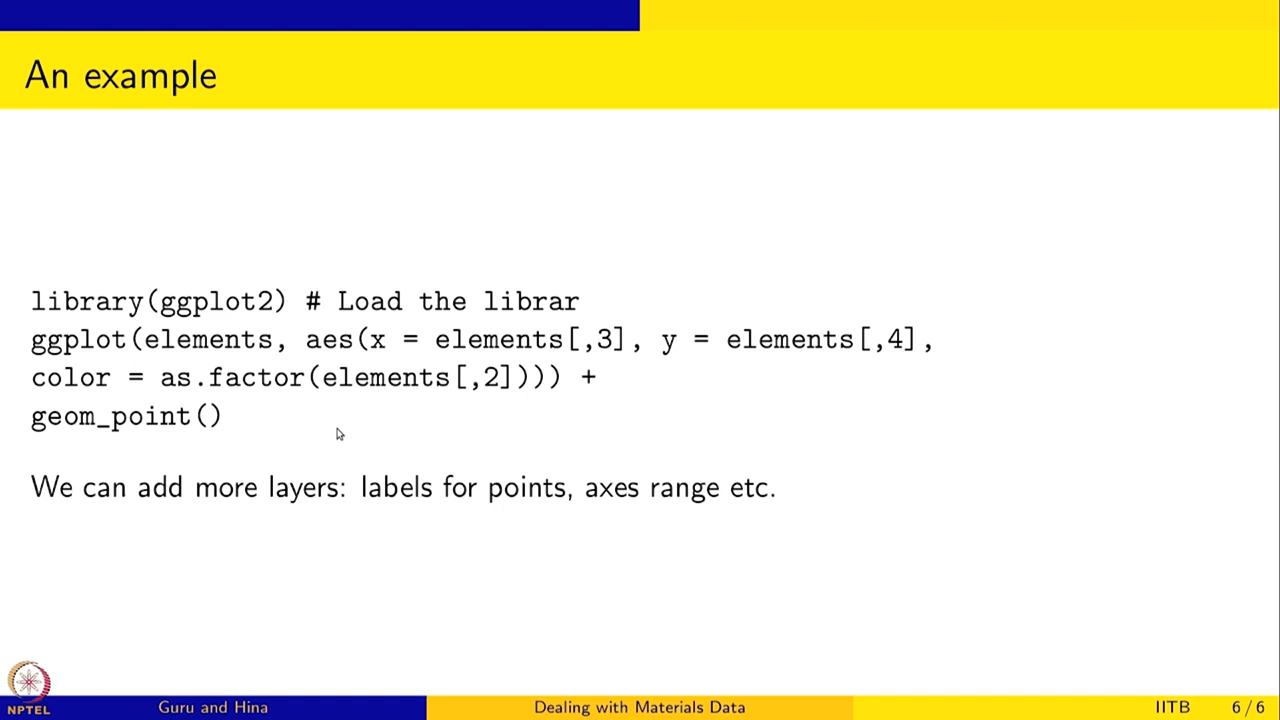 An example
library(ggplot2) # Load the librar
ggplot(elements, aes(x = elements[,3], y = elements[,4],
color = as.factor(elements[,2]))) +
geom_point()
We can add more layers: labels for points, axes range etc.
NPTEL
Guru and Hina
Dealing with Materials Data
IITB
6 / 6